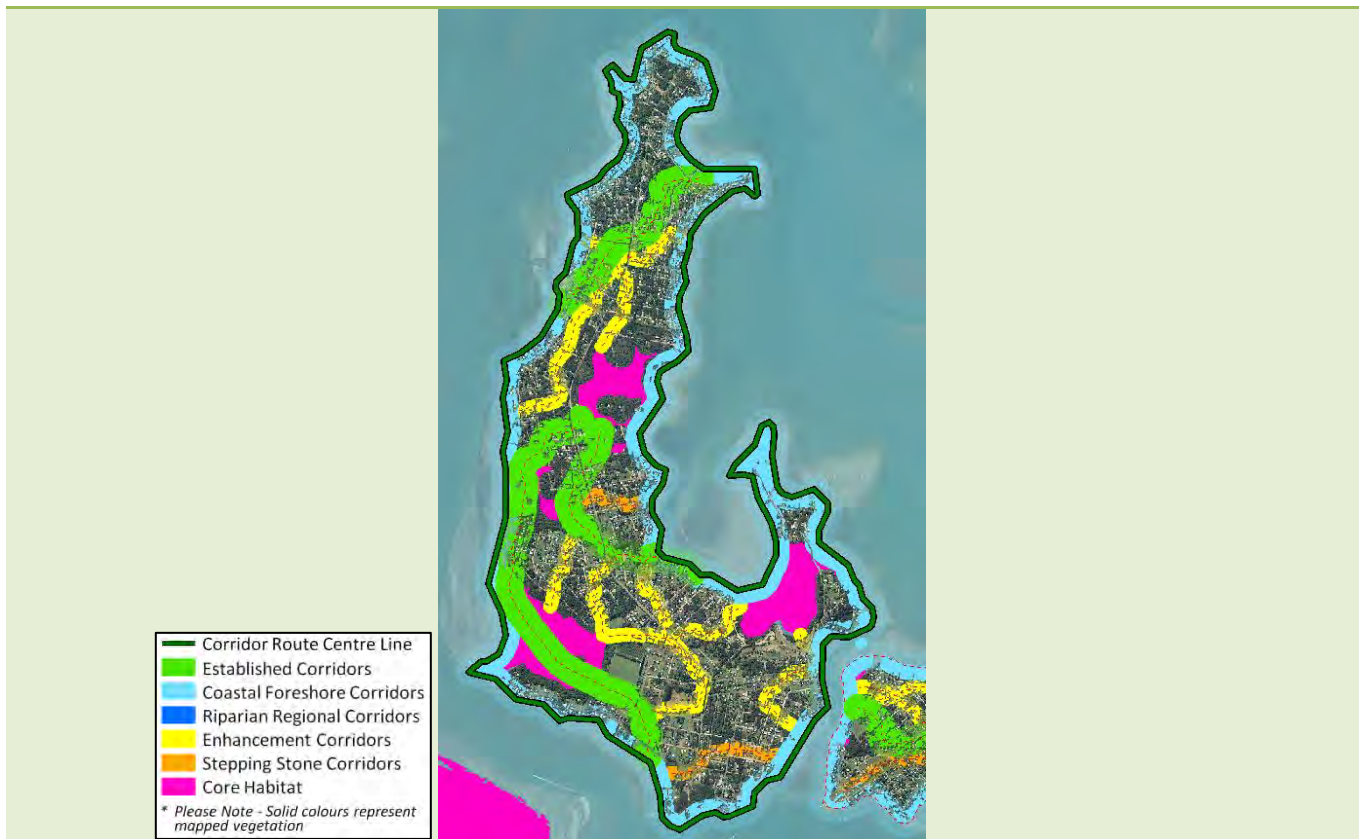 Corridor Route Centre Line
Established Corridors
Coastal Foreshore Corridors
Riparian Regional Corridors
Enhancement Corridors
Stepping Stone Corridors
Core Habitat
* Please Note - Solid colours represent
mapped vegetation